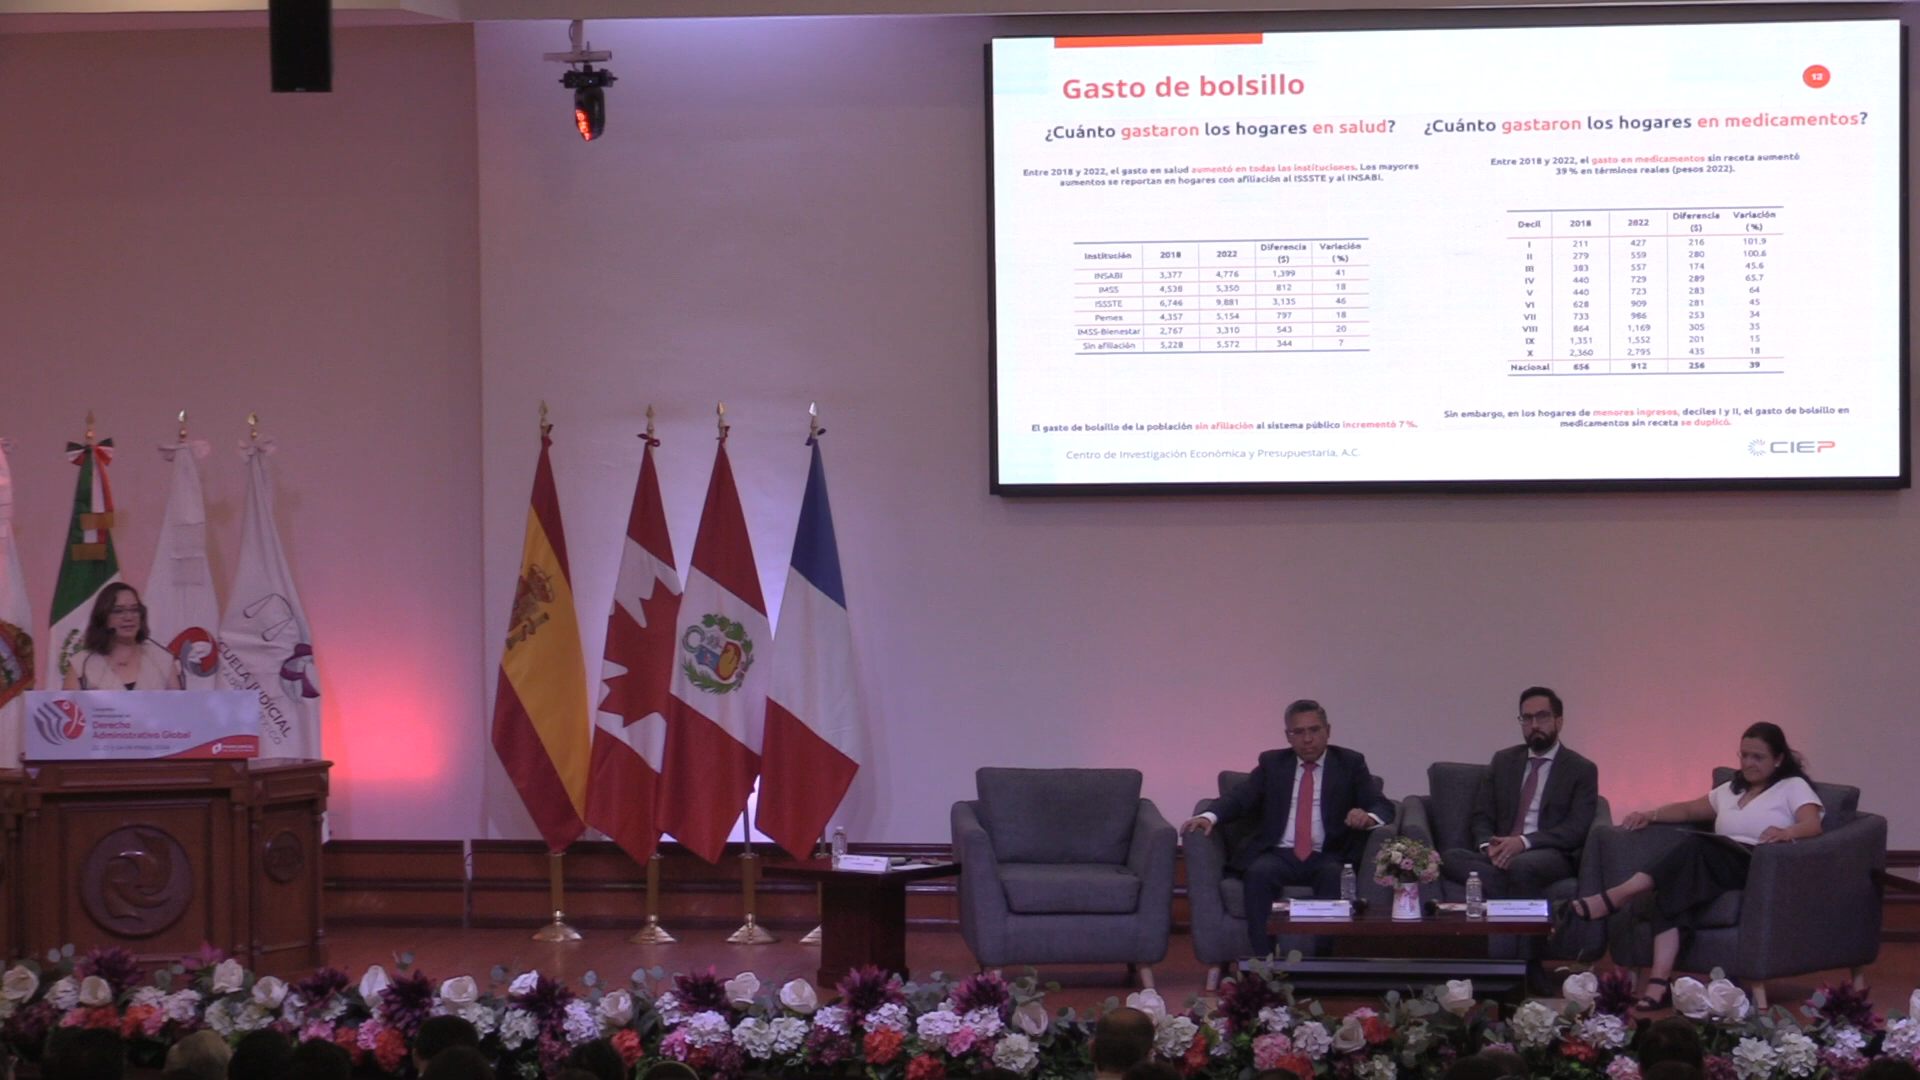 Gasto de bolsillo
12
¿Cuánto gastaron los hogares en salud?
Entre 2018 y 2022, el gasto en salud aumentó en todas las instituciones. Los mayores
aumentos se reportan en hogares con afiliación al ISSSTE y al INSABI.
Institución 2018 2022 Diferencia ($) Variación (%)
INSABI 3,377 4,776 1,399 41
IMSS 4,538 5,350 812 18
ISSSTE 6,746 9,881 3,135 46
Pemex 4,357 5,154 797 18
IMSS-Bienestar 2,767 3,310 543 20
Sin afiliación 5,228 5,572 344 7
El gasto de bolsillo de la población sin afiliación al sistema público incrementó 7 %.
¿Cuánto gastaron los hogares en medicamentos?
Entre 2018 y 2022, el gasto en medicamentos sin receta aumentó
39 % en términos reales (pesos 2022).
Decil 2018 2022 Diferencia ($) Variación (%)
I 211 427 216 101.9
II 279 559 280 100.6
III 383 557 174 45.6
IV 440 729 289 65.7
V 440 723 283 64
VI 628 909 281 45
VII 733 986 253 34
VIII 864 1,169 305 35
IX 1,351 1,552 201 15
X 2,360 2,795 435 18
Nacional 656 912 256 39
Sin embargo, en los hogares de menores ingresos, deciles I y II, el gasto de bolsillo en
medicamentos sin receta se duplicó.
Centro de Investigación Económica y Presupuestaria, A.C.
CIEP
CUELA JUDICIAL
Derecho
Administrativo Global